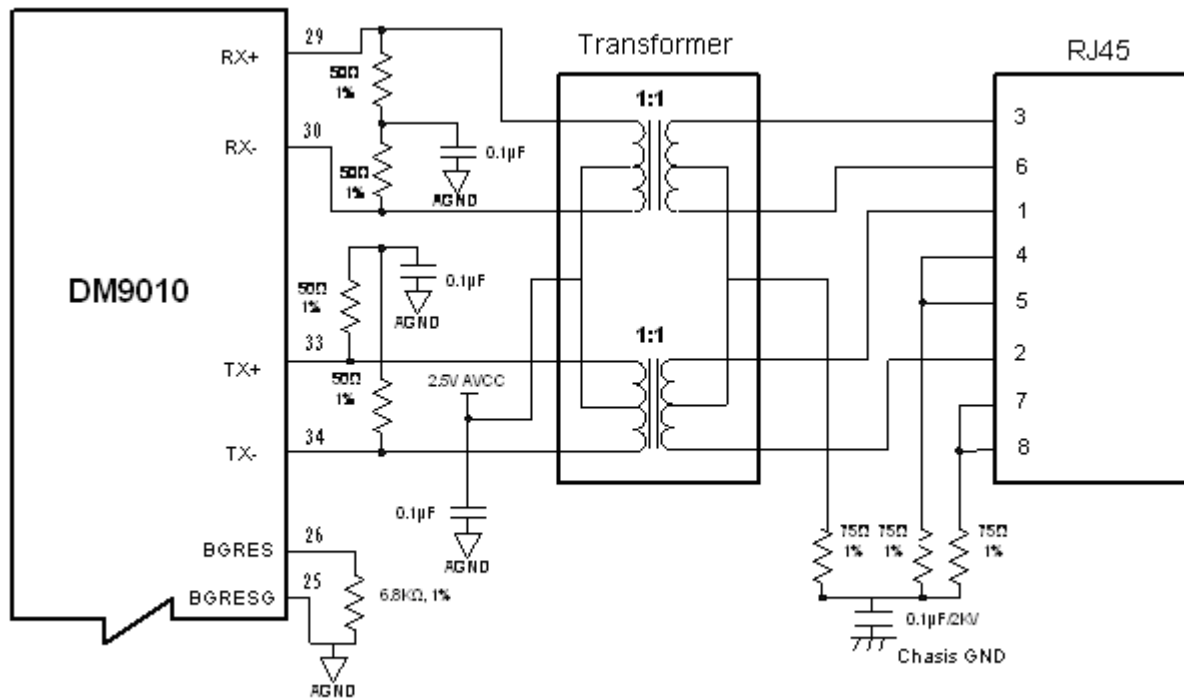 Transformer
RJ45
DM9010
RX+
29
50Ω
1%
RX-
30
50Ω
1%
0.1µF
AGND
50Ω
1%
0.1µF
AGND
TX+
33
50Ω
1%
TX-
34
2.5V AVCC
0.1µF
AGND
BGRES
26
BGRESG
25
6.8KΩ, 1%
AGND
1:1
1:1
3
6
1
4
5
2
7
8
75Ω
1%
75Ω
1%
75Ω
1%
0.1µF/2KV
Chasis GND